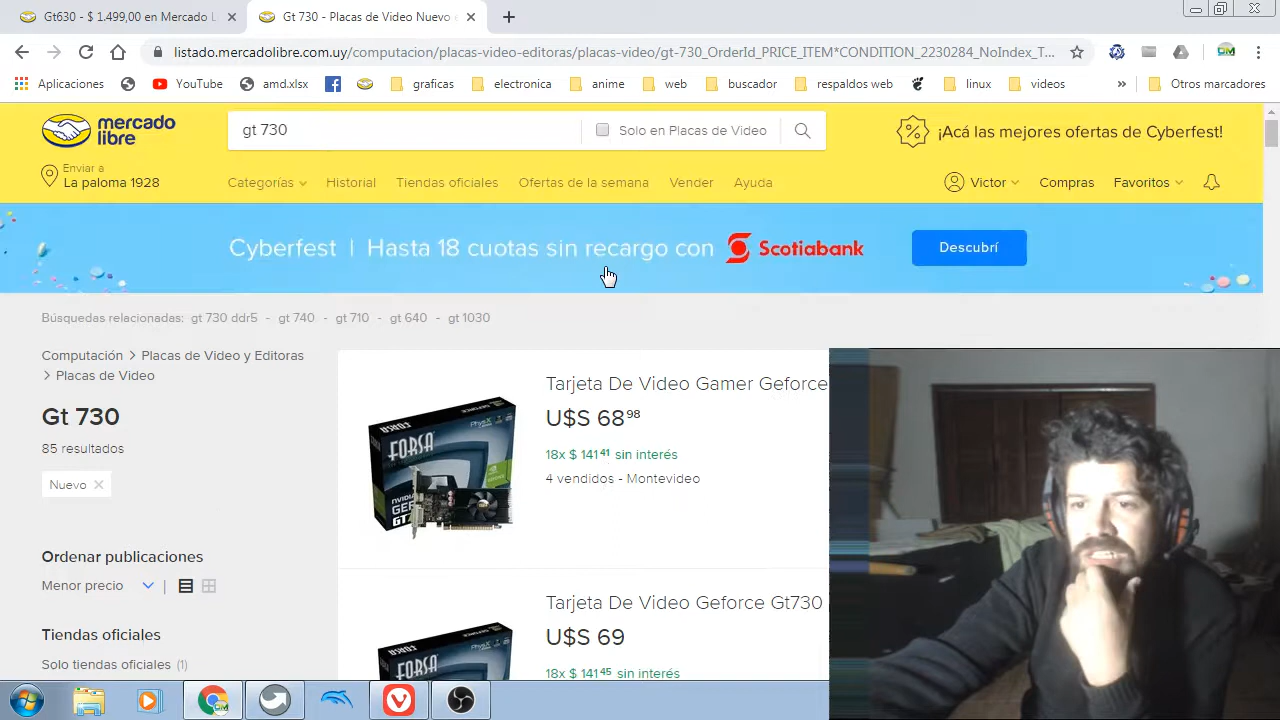 Gt630 - $ 1.499,00 en Mercado L
Gt 730 - Placas de Video Nuevo
listado.mercadolibre.com.uy/computacion/placas-video-editoras/placas-video/gt-730_OrderId_PRICE_ITEM*CONDITION_2230284_NoIndex_T...
Aplicaciones
YouTube
amd.xlsx
graficas
electronica
anime
web
buscador
respaldos web
linux
videos
»
Otros marcadores
mercado
libre
gt 730
Solo en Placas de Video
¡Acá las mejores ofertas de Cyberfest!
Enviar a
La paloma 1928
Categorías
Historial
Tiendas oficiales
Ofertas de la semana
Vender
Ayuda
Victor
Compras
Favoritos
Cyberfest | Hasta 18 cuotas sin recargo con
Scotiabank
Descubrí
Búsquedas relacionadas: gt 730 ddr5 - gt 740 - gt 710 - gt 640 - gt 1030
Computación > Placas de Video y Editoras
> Placas de Video
Gt 730
85 resultados
Nuevo ×
Ordenar publicaciones
Menor precio
Tiendas oficiales
Solo tiendas oficiales (1)
FORSA
Tarjeta De Video Gamer Geforce
U$S 68 98
18x $ 141 41 sin interés
4 vendidos - Montevideo
Tarjeta De Video Geforce Gt730
U$S 69
18x $ 141 45 sin interés